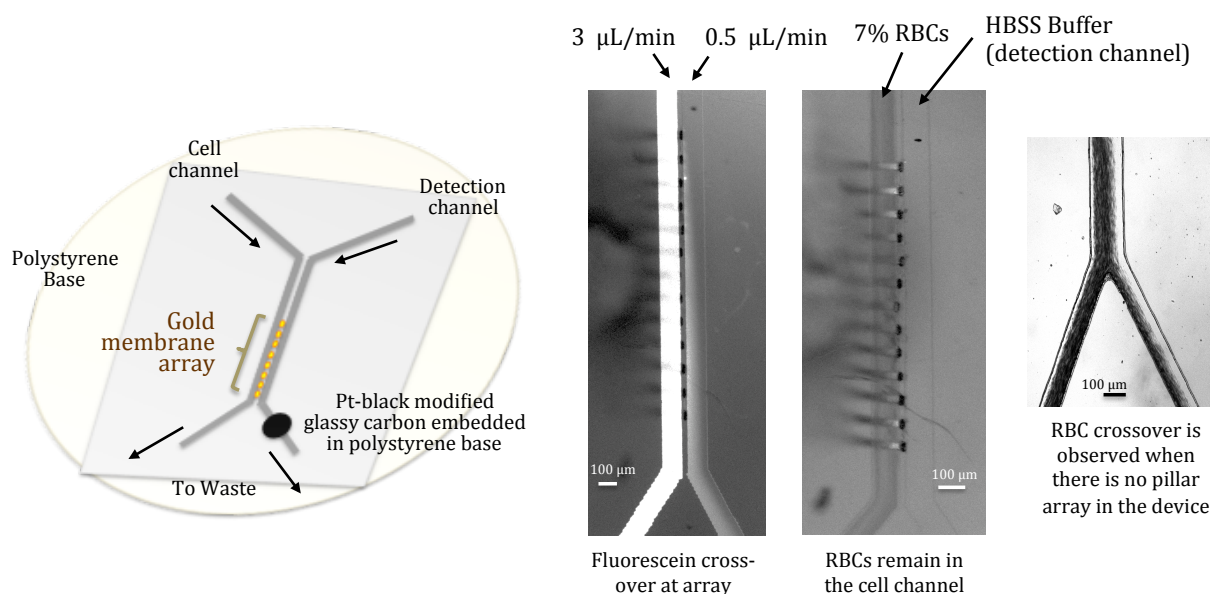 Cell
channel
Detection
channel
Polystyrene
Base
Gold
membrane
array
Pt-black modified
glassy carbon embedded
in polystyrene base
To Waste
3 μL/min
0.5 μL/min
100 μm
Fluorescein cross-
over at array
7% RBCs
HBSS Buffer
(detection channel)
100 μm
RBCs remain in
the cell channel
100 μm
RBC crossover is
observed when
there is no pillar
array in the device